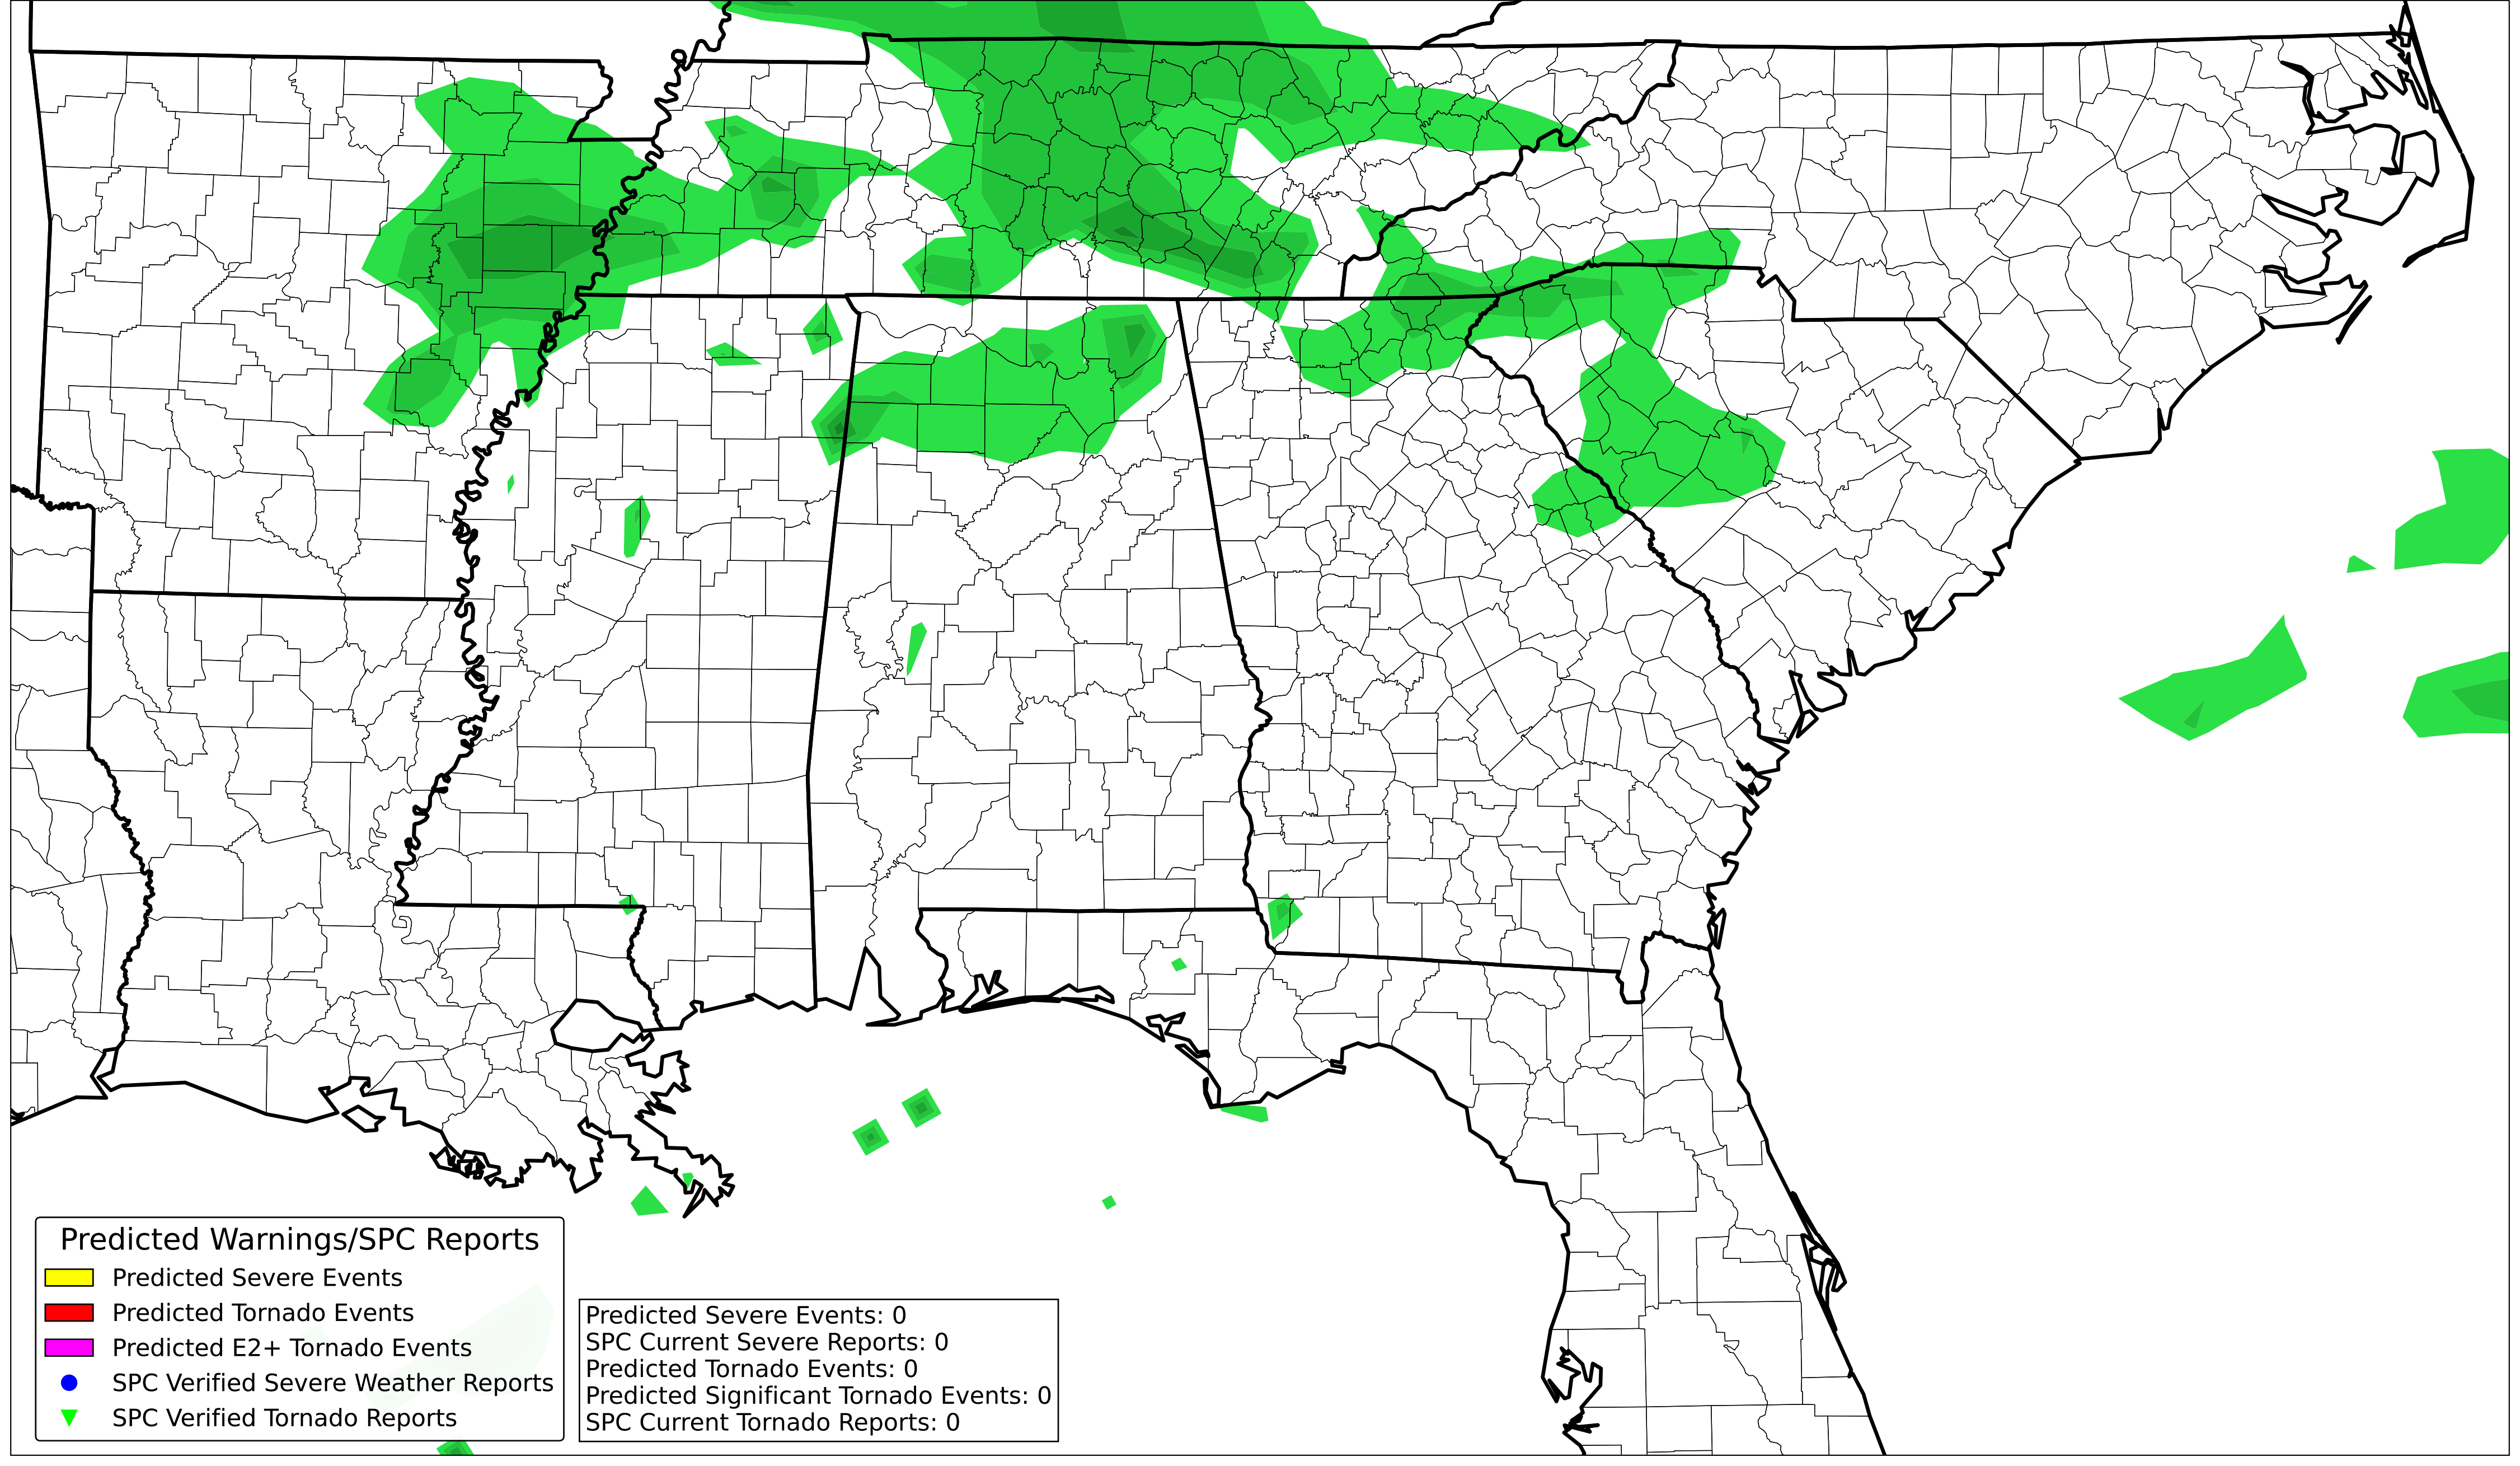 Predicted Warnings/SPC Reports
Predicted Severe Events
Predicted Tornado Events
Predicted E2+ Tornado Events
SPC Verified Severe Weather Reports
SPC Verified Tornado Reports
Predicted Severe Events: 0
SPC Current Severe Reports: 0
Predicted Tornado Events: 0
Predicted Significant Tornado Events: 0
SPC Current Tornado Reports: 0